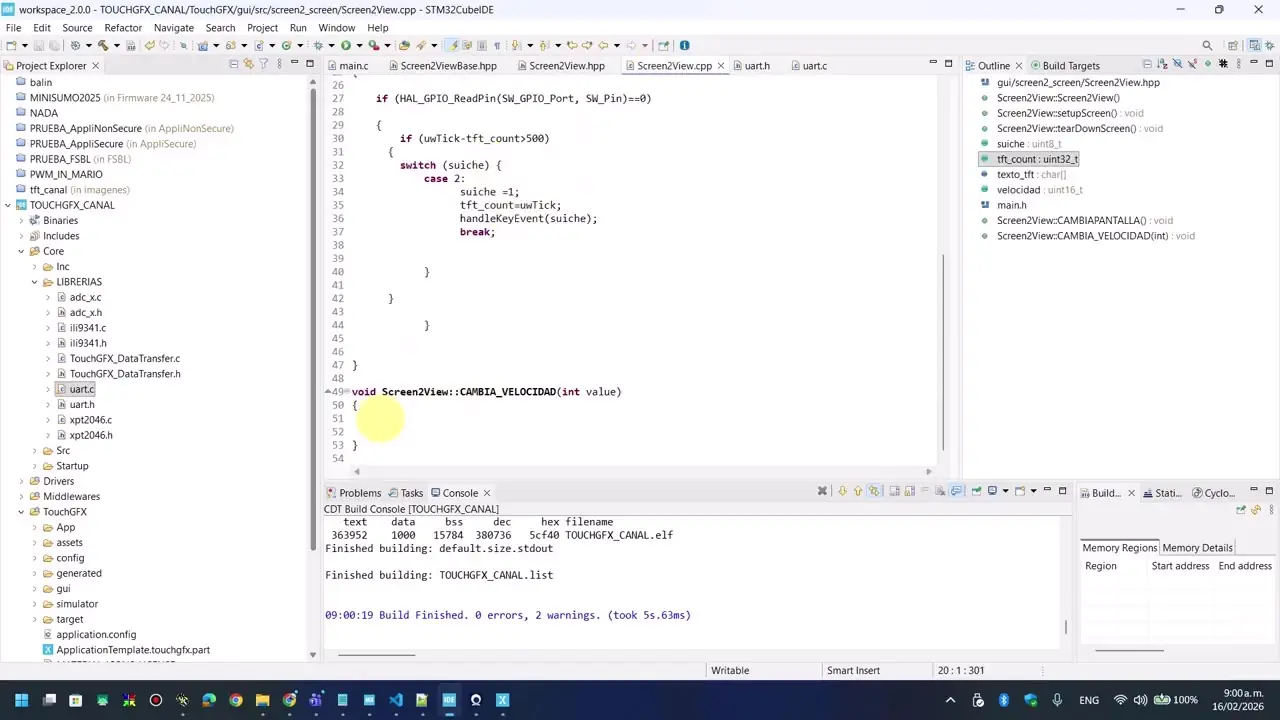 workspace_2.0.0 - TOUCHGFX_CANAL/TouchGFX/gui/src/screen2_screen/Screen2View.cpp - STM32CubeIDE
File Edit Source Refactor Navigate Search Project Run Window Help
Project Explorer
balin
MINISUMO2025 (in Firmware 24_11_2025)
NADA
PRUEBA_AppliNonSecure (in AppliNonSecure)
PRUEBA_AppliSecure (in AppliSecure)
PRUEBA_FSBL (in FSBL)
PWM_IN_MARIO
tft_canal (in imagenes)
TOUCHGFX_CANAL
Binaries
Includes
Core
Inc
LIBRERIAS
adc_x.c
adc_x.h
ili9341.c
ili9341.h
TouchGFX_DataTransfer.c
TouchGFX_DataTransfer.h
uart.c
uart.h
xpt2046.c
xpt2046.h
Src
Startup
Drivers
Middlewares
TouchGFX
App
assets
config
generated
gui
simulator
target
application.config
ApplicationTemplate.touchgfx.part
main.c Screen2ViewBase.hpp Screen2View.hpp Screen2View.cpp uart.h uart.c
26
27 if (HAL_GPIO_ReadPin(SW_GPIO_Port, SW_Pin)==0)
28
29 {
30 if (uwTick-tft_count>500)
31 {
32 switch (suiche) {
33 case 2:
34 suiche =1;
35 tft_count=uwTick;
36 handleKeyEvent(suiche);
37 break;
38
39
40 }
41
42 }
43
44 }
45
46
47 }
48
49 void Screen2View::CAMBIA_VELOCIDAD(int value)
50 {
51
52
53 }
54
Outline Build Targets
gui/screen2_screen/Screen2View.hpp
Screen2View::Screen2View()
Screen2View::setupScreen() : void
Screen2View::tearDownScreen() : void
suiche : uint8_t
tft_count : uint32_t
texto_tft : char[]
velocidad : uint16_t
main.h
Screen2View::CAMBIAPANTALLA() : void
Screen2View::CAMBIA_VELOCIDAD(int) : void
Problems Tasks Console
CDT Build Console [TOUCHGFX_CANAL]
text data bss dec hex filename
363952 1000 15784 380736 5cf40 TOUCHGFX_CANAL.elf
Finished building: default.size.stdout
Finished building: TOUCHGFX_CANAL.list
09:00:19 Build Finished. 0 errors, 2 warnings. (took 5s.63ms)
Build... Stati... Cyclo...
Memory Regions Memory Details
Region Start address End address
Writable Smart Insert 20 : 1 : 301
ENG 100% 9:00 a. m.
16/02/2026